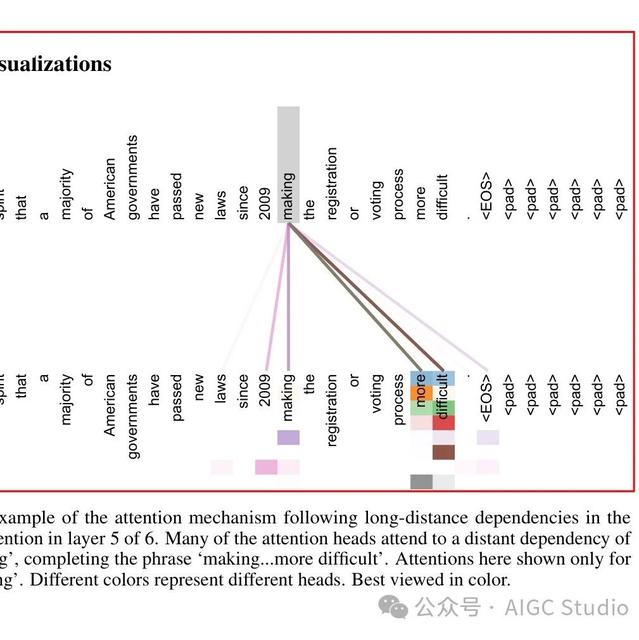 sualizations
that a majority of American governments have passed new laws since 2009 making the registration or voting process more difficult . <EOS> <pad> <pad> <pad> <pad> <pad> <pad>
that a majority of American governments have passed new laws since 2009 making the registration or voting process more difficult . <EOS> <pad> <pad> <pad> <pad> <pad> <pad>
xample of the attention mechanism following long-distance dependencies in the
ention in layer 5 of 6. Many of the attention heads attend to a distant dependency of
g’, completing the phrase ‘making...more difficult’. Attentions here shown only for
ng’. Different colors represent different heads. Best viewed in color.
公众号 · AIGC Studio